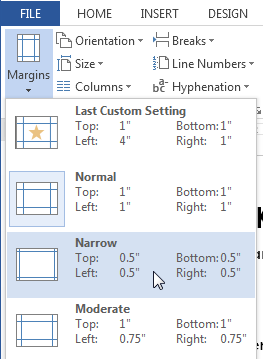 FILE HOME INSERT DESIGN
Margins
Orientation Breaks
Size Line Numbers
Columns Hyphenation
Last Custom Setting
Top: 1" Bottom: 1"
Left: 4" Right: 1"
Normal
Top: 1" Bottom: 1"
Left: 1" Right: 1"
Narrow
Top: 0.5" Bottom: 0.5"
Left: 0.5" Right: 0.5"
Moderate
Top: 1" Bottom: 1"
Left: 0.75" Right: 0.75"